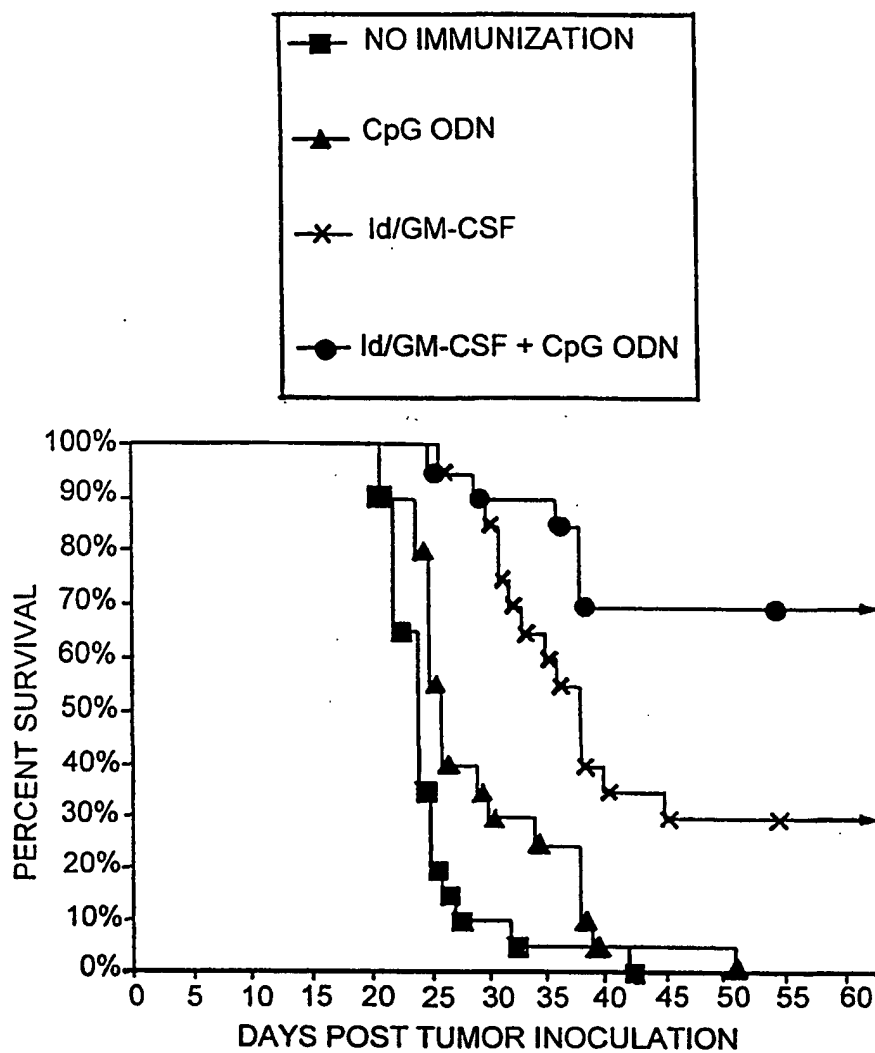 NO IMMUNIZATION
CpG ODN
Id/GM-CSF
Id/GM-CSF + CpG ODN
100%
90%
80%
70%
60%
50%
40%
30%
20%
10%
0%
PERCENT SURVIVAL
0 5 10 15 20 25 30 35 40 45 50 55 60
DAYS POST TUMOR INOCULATION